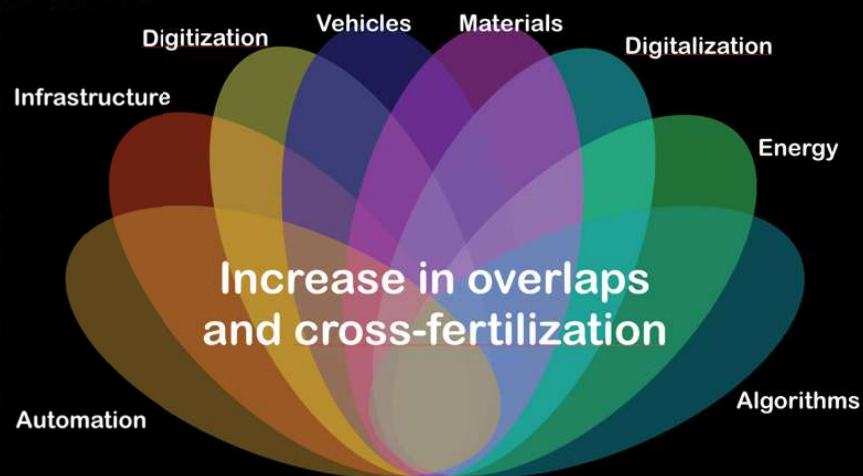 Vehicles
Materials
Digitization
Digitalization
Infrastructure
Energy
Increase in overlaps
and cross-fertilization
Automation
Algorithms